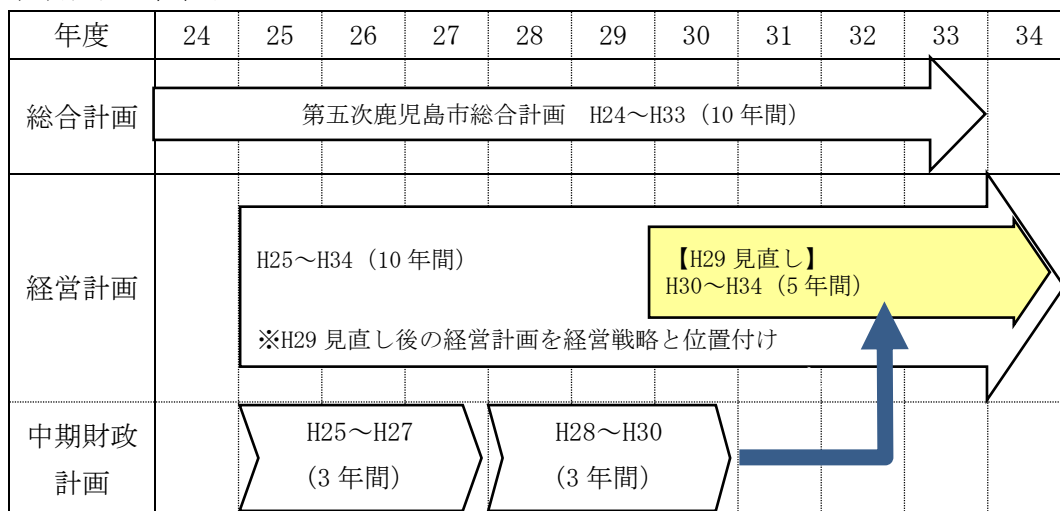 年度 24 25 26 27 28 29 30 31 32 33 34
総合計画
第五次鹿児島市総合計画 H24～H33（10年間）
経営計画
H25～H34（10年間）
【H29見直し】
H30～H34（5年間）
※H29見直し後の経営計画を経営戦略と位置付け
中期財政
計画
H25～H27
（3年間）
H28～H30
（3年間）